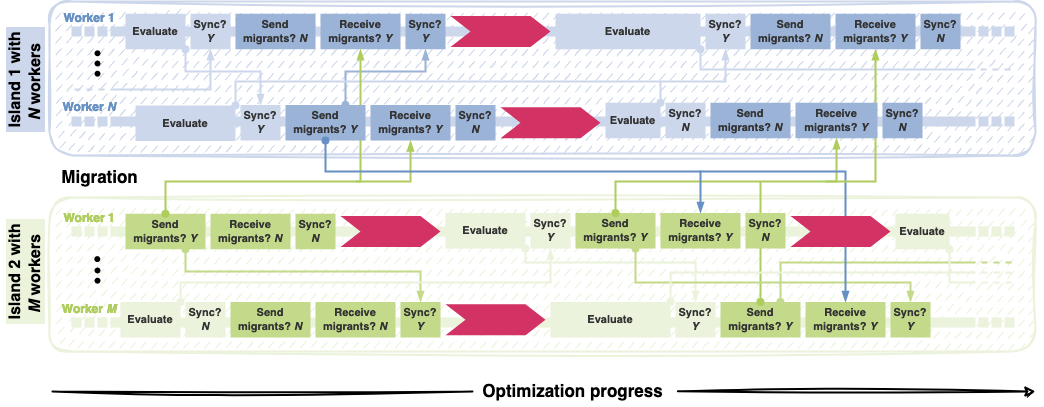 Island 1 with
N workers
Worker 1
Evaluate
Sync?
Y
Send
migrants? N
Receive
migrants? Y
Sync?
Y
Evaluate
Sync?
Y
Send
migrants? N
Receive
migrants? Y
Sync?
N
Worker N
Evaluate
Sync?
Y
Send
migrants? Y
Receive
migrants? Y
Sync?
N
Evaluate
Sync?
N
Send
migrants? N
Receive
migrants? Y
Sync?
N
Migration
Island 2 with
M workers
Worker 1
Send
migrants? Y
Receive
migrants? N
Sync?
N
Evaluate
Sync?
Y
Send
migrants? Y
Receive
migrants? Y
Sync?
N
Evaluate
Worker M
Evaluate
Sync?
N
Send
migrants? N
Receive
migrants? N
Sync?
Y
Evaluate
Sync?
Y
Send
migrants? Y
Receive
migrants? Y
Sync?
Y
Optimization progress